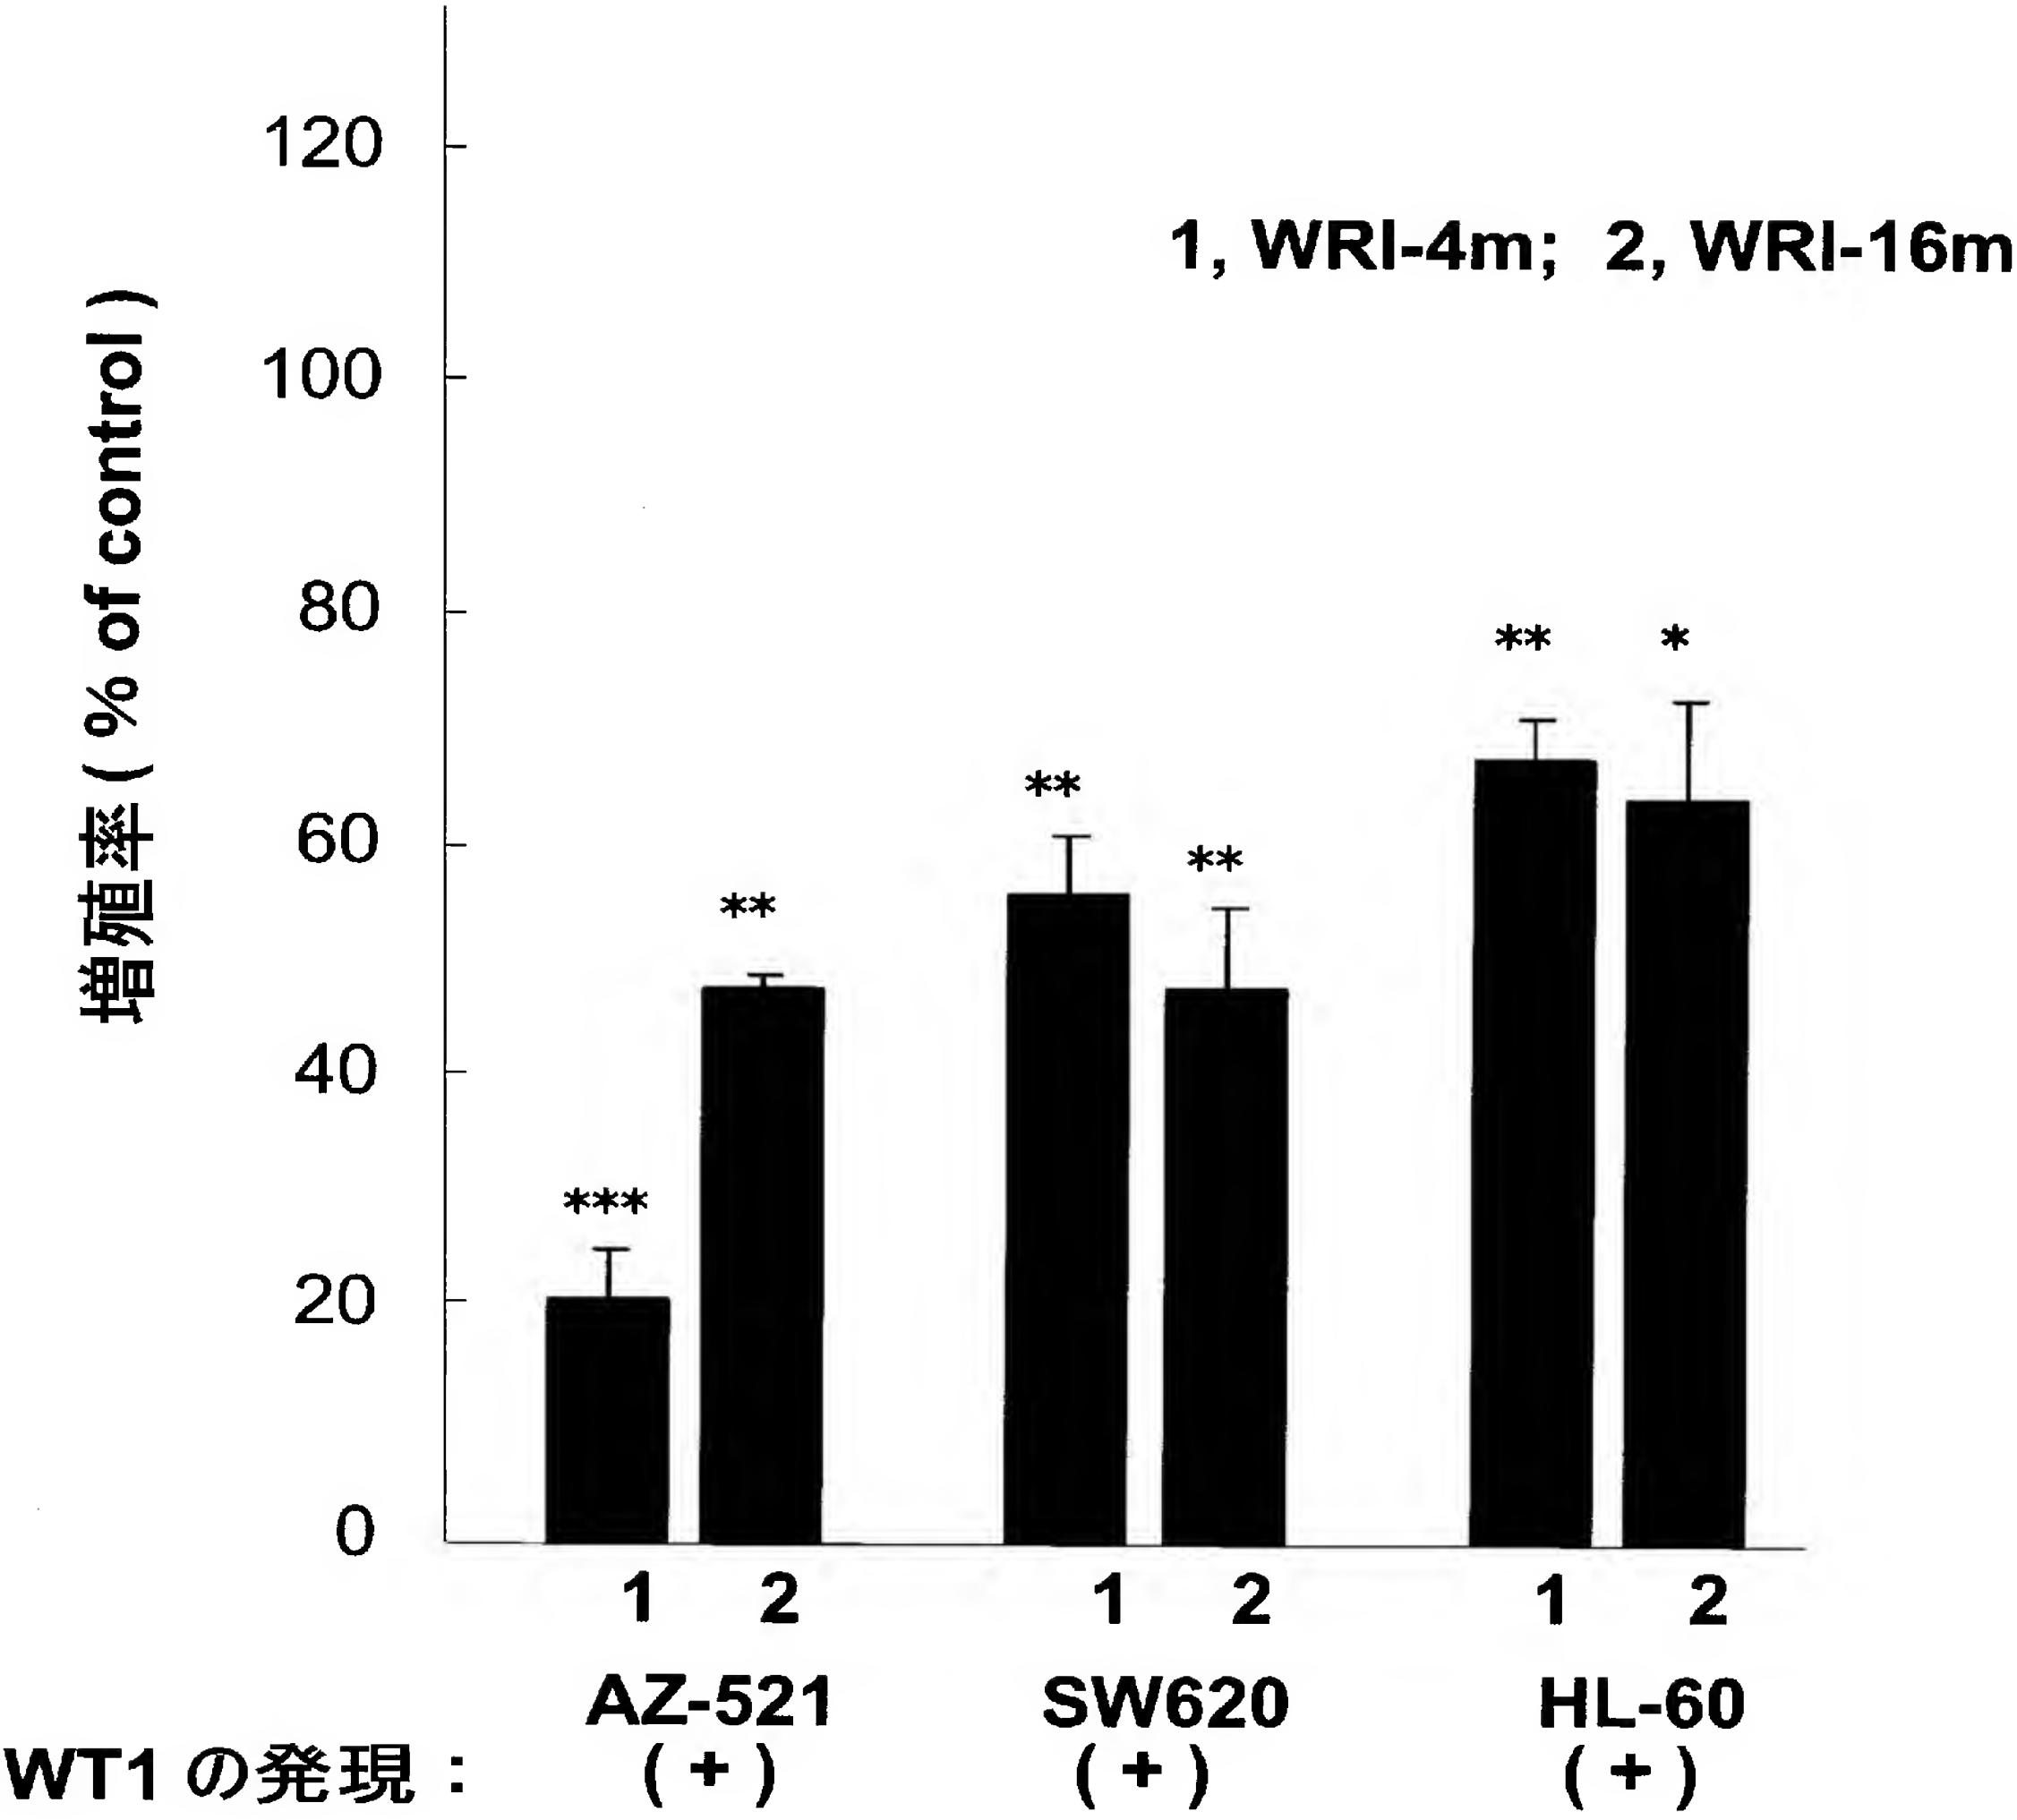 増殖率 ( % of control )
120
100
80
60
40
20
0
1, WRI-4m; 2, WRI-16m
***
**
**
**
**
*
1 2 1 2 1 2
AZ-521 SW620 HL-60
WT1 の発現 : ( + ) ( + ) ( + )